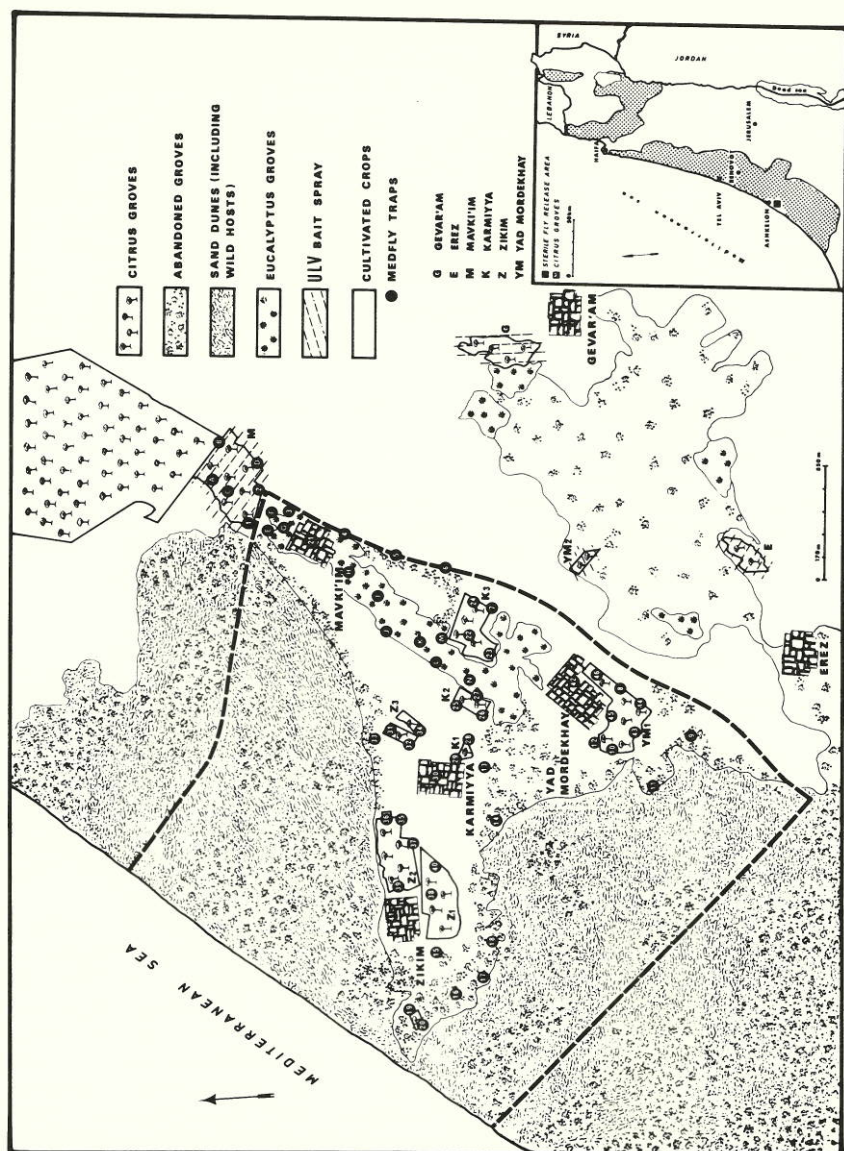 CITRUS GROVES
ABANDONED GROVES
SAND DUNES (INCLUDING
WILD HOSTS)
EUCALYPTUS GROVES
ULV BAIT SPRAY
CULTIVATED CROPS
MEDFLY TRAPS
G GEVAR'AM
E EREZ
M MAVKI'IM
K KARMIYYA
Z ZIKIM
YM YAD MORDEKHAY
SYRIA
LEBANON
JORDAN
HAIFA
Dead Sea
JERUSALEM
TEL AVIV
REHOVOT
ASHKELON
STERILE FLY RELEASE AREA
CITRUS GROVES
MEDITERRANEAN SEA
M
MAVKI'IM
G
GEVAR'AM
K3
K2
Z3
K1
KARMIYYA
YM2
E
EREZ
YAD
MORDEKHAY
YM1
Z2
Z1
ZIKIM